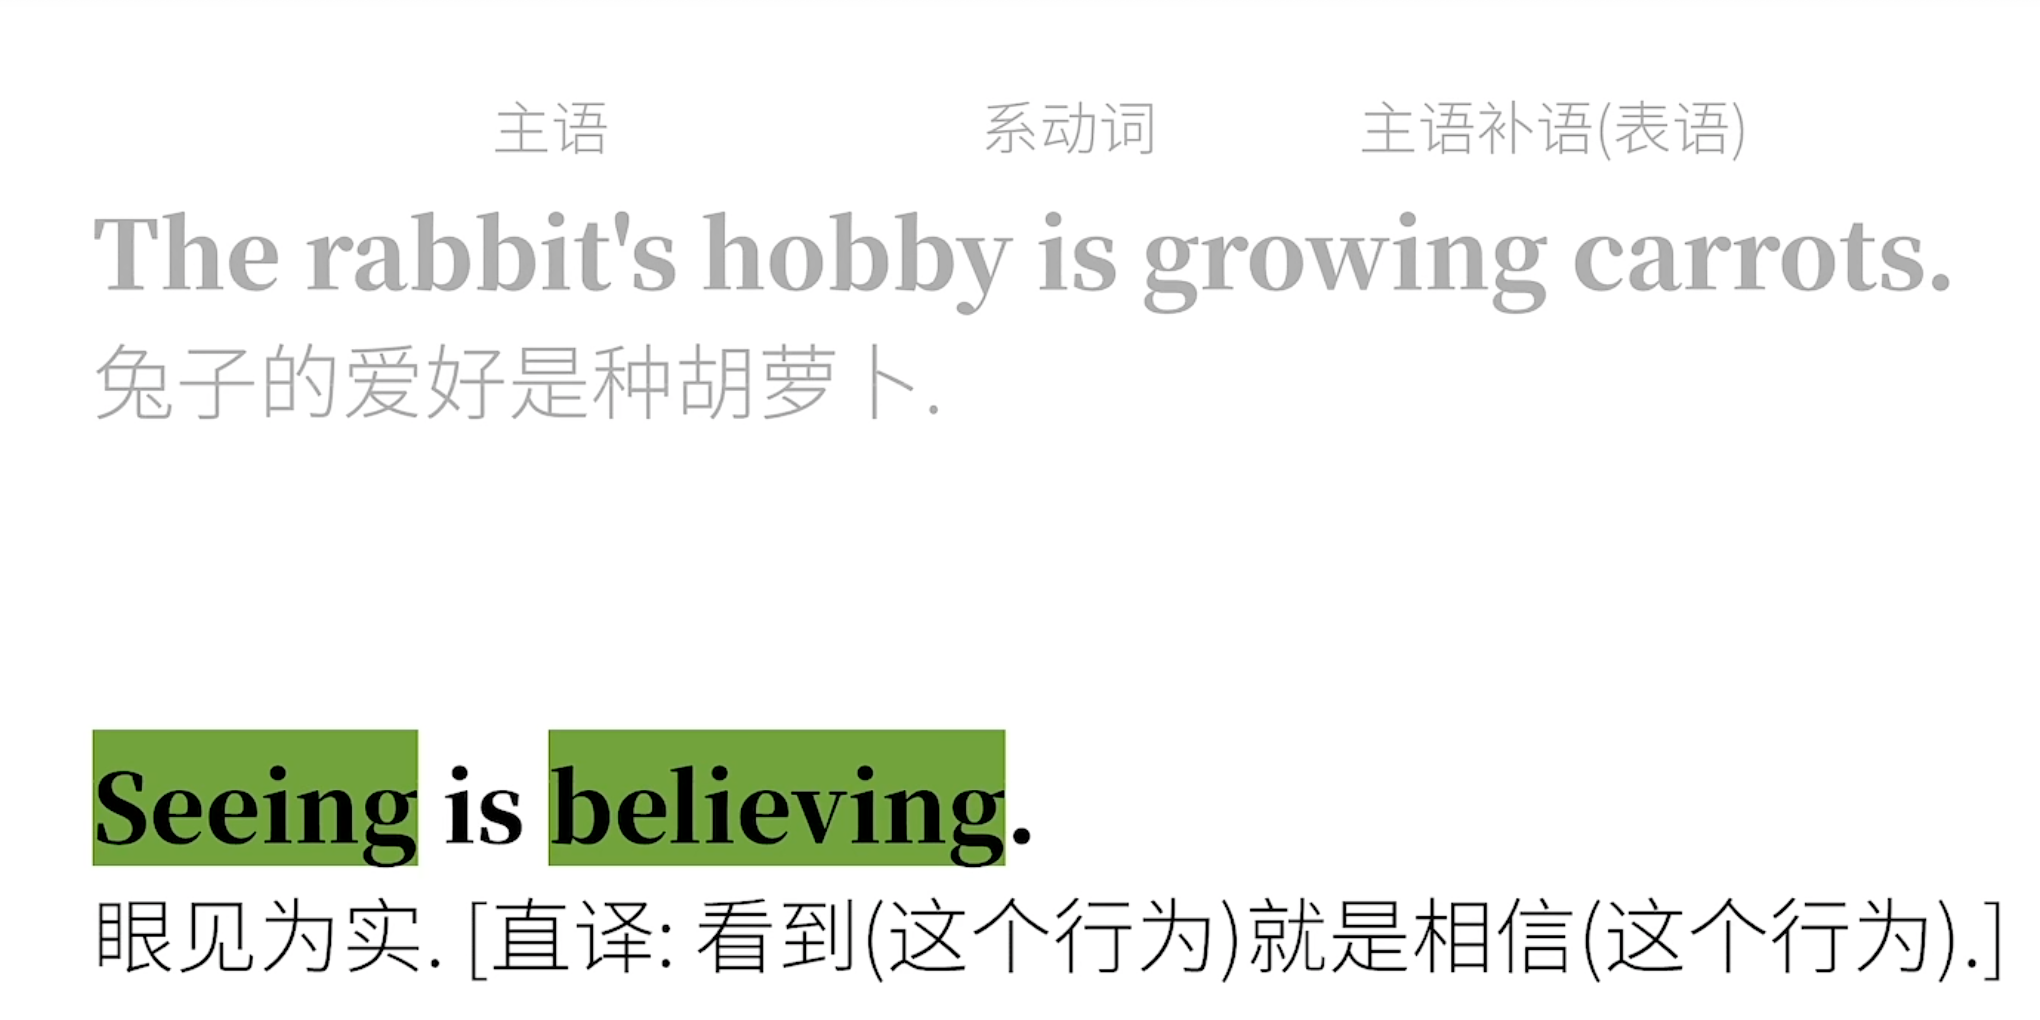 主语 系动词 主语补语(表语)
The rabbit's hobby is growing carrots.
兔子的爱好是种胡萝卜.
Seeing is believing.
眼见为实. [直译: 看到(这个行为)就是相信(这个行为).]